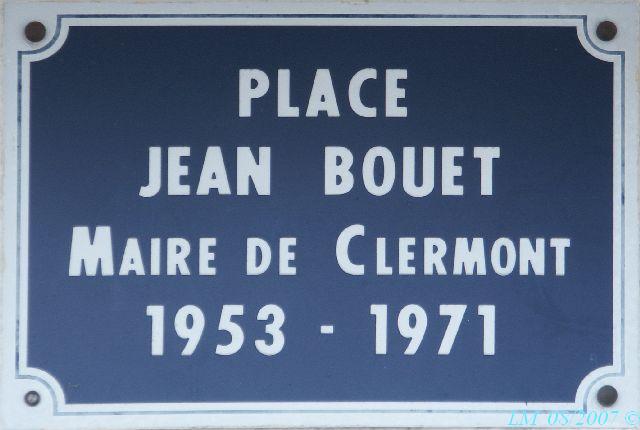 PLACE
JEAN BOUET
MAIRE DE CLERMONT
1953 - 1971
LM 08/2007 ©